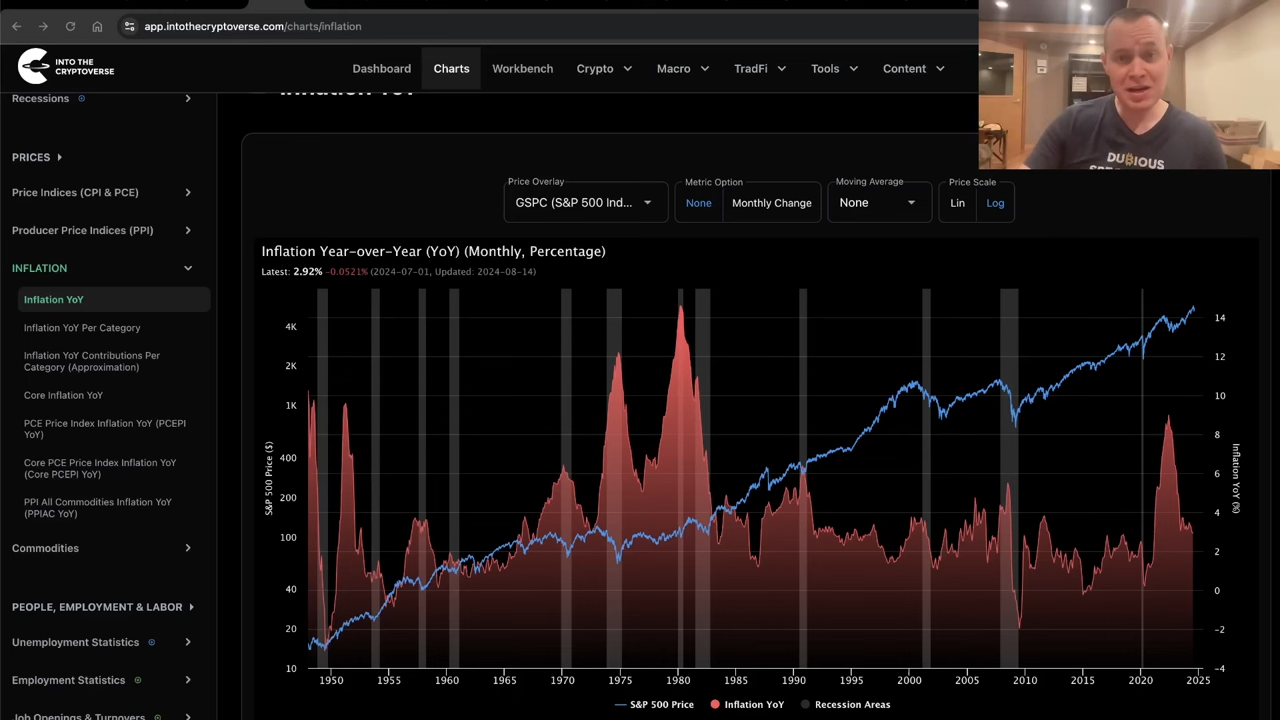 app.intothecryptoverse.com/charts/inflation
INTO THE
CRYPTOVERSE
Dashboard
Charts
Workbench
Crypto
Macro
TradFi
Tools
Content
Recessions
PRICES
Price Indices (CPI & PCE)
Producer Price Indices (PPI)
INFLATION
Inflation YoY
Inflation YoY Per Category
Inflation YoY Contributions Per
Category (Approximation)
Core Inflation YoY
PCE Price Index Inflation YoY (PCEPI
YoY)
Core PCE Price Index Inflation YoY
(Core PCEPI YoY)
PPI All Commodities Inflation YoY
(PPIAC YoY)
Commodities
PEOPLE, EMPLOYMENT & LABOR
Unemployment Statistics
Employment Statistics
Job Openings & Turnovers
Inflation YoY
Price Overlay
GSPC (S&P 500 Ind...
Metric Option
None
Monthly Change
Moving Average
None
Price Scale
Lin
Log
Inflation Year-over-Year (YoY) (Monthly, Percentage)
Latest: 2.92% -0.0521% (2024-07-01, Updated: 2024-08-14)
4K
2K
1K
400
200
100
40
20
10
S&P 500 Price ($)
14
12
10
8
6
4
2
0
−2
−4
Inflation YoY (%)
1950
1955
1960
1965
1970
1975
1980
1985
1990
1995
2000
2005
2010
2015
2020
2025
S&P 500 Price
Inflation YoY
Recession Areas
DUBIOUS